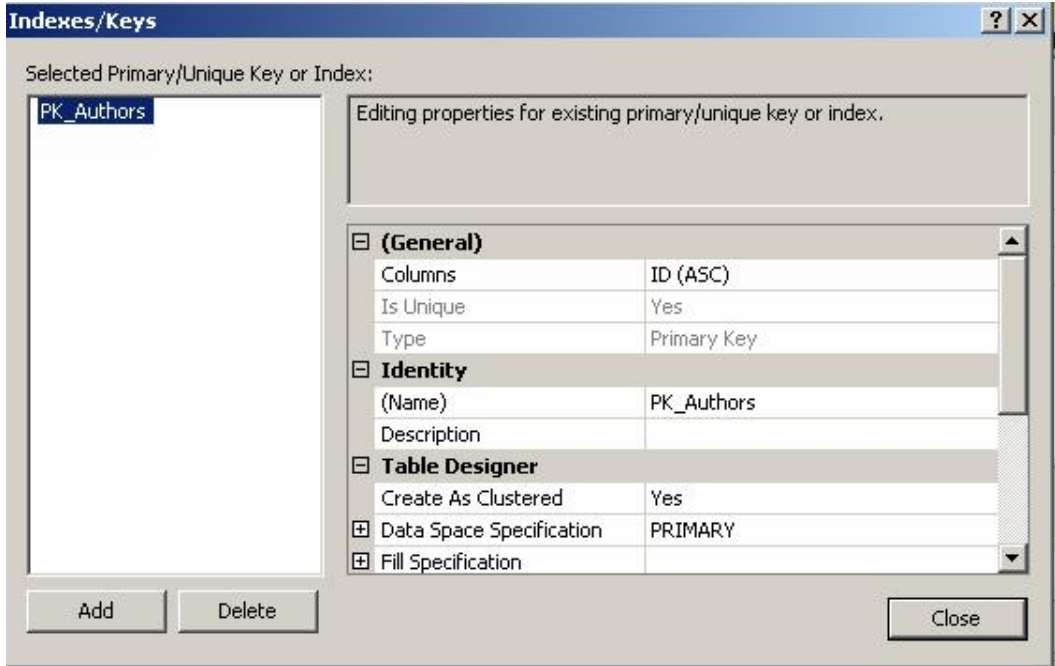 Indexes/Keys
Selected Primary/Unique Key or Index:
PK_Authors
Editing properties for existing primary/unique key or index.
(General)
Columns ID (ASC)
Is Unique Yes
Type Primary Key
Identity
(Name) PK_Authors
Description
Table Designer
Create As Clustered Yes
Data Space Specification PRIMARY
Fill Specification
Add Delete Close